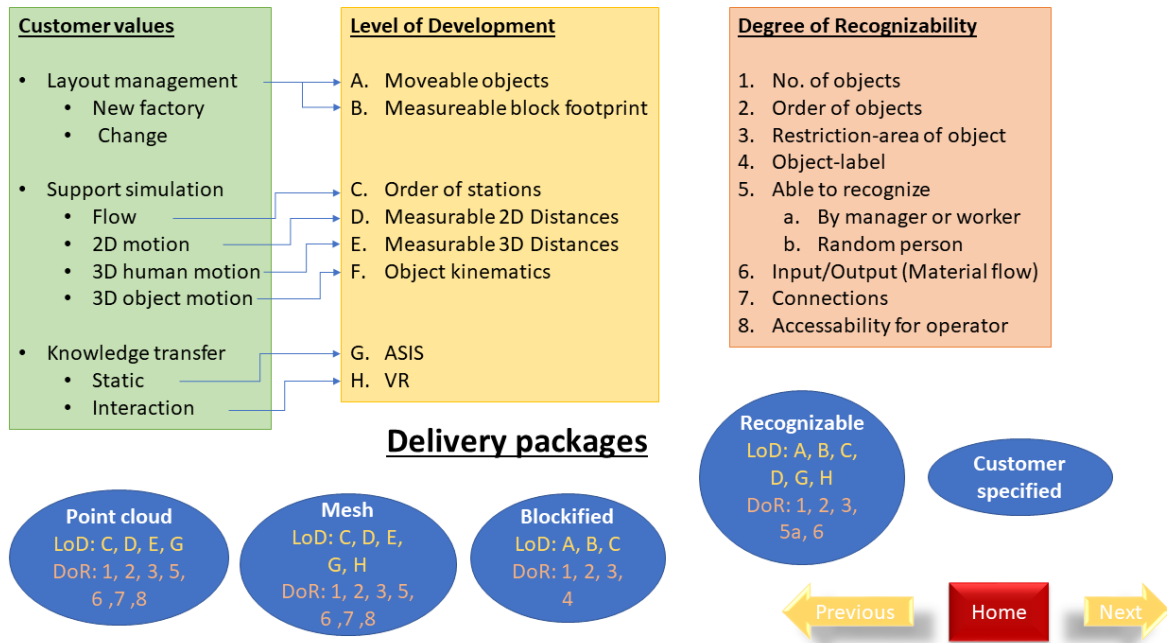 Customer values
• Layout management
• New factory
• Change
• Support simulation
• Flow
• 2D motion
• 3D human motion
• 3D object motion
• Knowledge transfer
• Static
• Interaction
Level of Development
A. Moveable objects
B. Measureable block footprint
C. Order of stations
D. Measurable 2D Distances
E. Measurable 3D Distances
F. Object kinematics
G. ASIS
H. VR
Degree of Recognizability
1. No. of objects
2. Order of objects
3. Restriction-area of object
4. Object-label
5. Able to recognize
a. By manager or worker
b. Random person
6. Input/Output (Material flow)
7. Connections
8. Accessability for operator
Delivery packages
Point cloud
LoD: C, D, E, G
DoR: 1, 2, 3, 5,
6 ,7 ,8
Mesh
LoD: C, D, E,
G, H
DoR: 1, 2, 3, 5,
6 ,7 ,8
Blockified
LoD: A, B, C
DoR: 1, 2, 3,
4
Recognizable
LoD: A, B, C,
D, G, H
DoR: 1, 2, 3,
5a, 6
Customer
specified
Previous
Home
Next